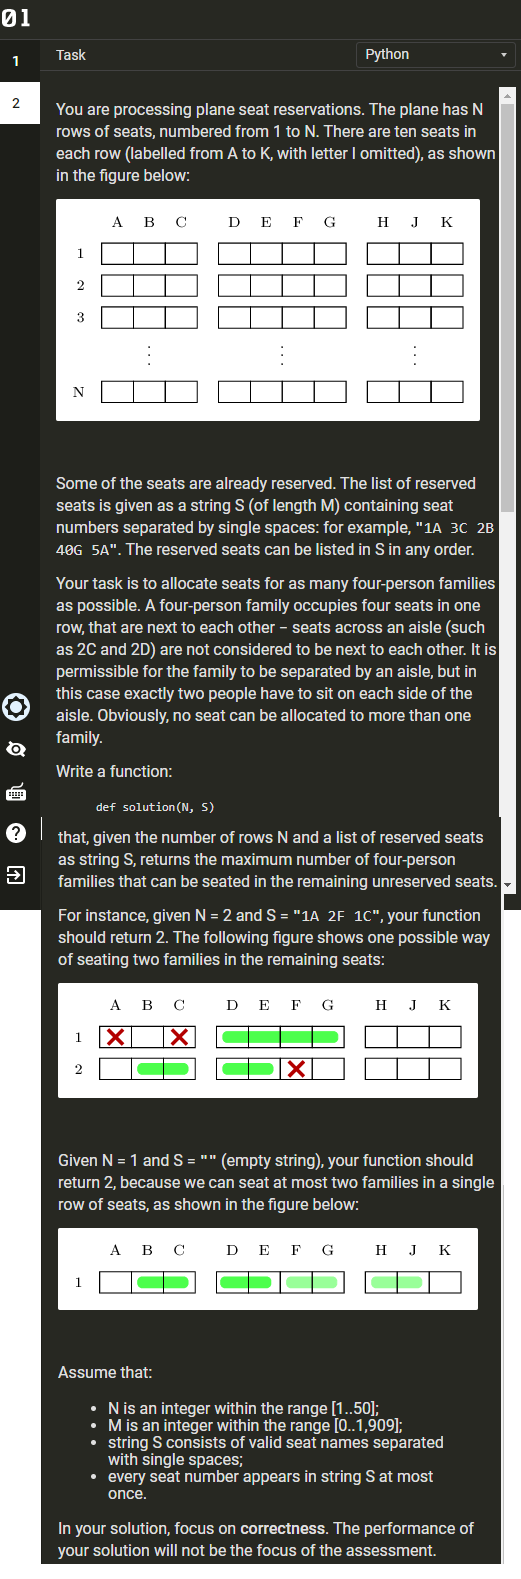 01
1
Task
Python
2
You are processing plane seat reservations. The plane has N
rows of seats, numbered from 1 to N. There are ten seats in
each row (labelled from A to K, with letter I omitted), as shown
in the figure below:
A B C D E F G H J K
1
2
3
N
Some of the seats are already reserved. The list of reserved
seats is given as a string S (of length M) containing seat
numbers separated by single spaces: for example, "1A 3C 2B
40G 5A". The reserved seats can be listed in S in any order.
Your task is to allocate seats for as many four-person families
as possible. A four-person family occupies four seats in one
row, that are next to each other – seats across an aisle (such
as 2C and 2D) are not considered to be next to each other. It is
permissible for the family to be separated by an aisle, but in
this case exactly two people have to sit on each side of the
aisle. Obviously, no seat can be allocated to more than one
family.
Write a function:
def solution(N, S)
that, given the number of rows N and a list of reserved seats
as string S, returns the maximum number of four-person
families that can be seated in the remaining unreserved seats.
For instance, given N = 2 and S = "1A 2F 1C", your function
should return 2. The following figure shows one possible way
of seating two families in the remaining seats:
A B C D E F G H J K
1
2
Given N = 1 and S = "" (empty string), your function should
return 2, because we can seat at most two families in a single
row of seats, as shown in the figure below:
A B C D E F G H J K
1
Assume that:
• N is an integer within the range [1..50];
• M is an integer within the range [0..1,909];
• string S consists of valid seat names separated
with single spaces;
• every seat number appears in string S at most
once.
In your solution, focus on correctness. The performance of
your solution will not be the focus of the assessment.